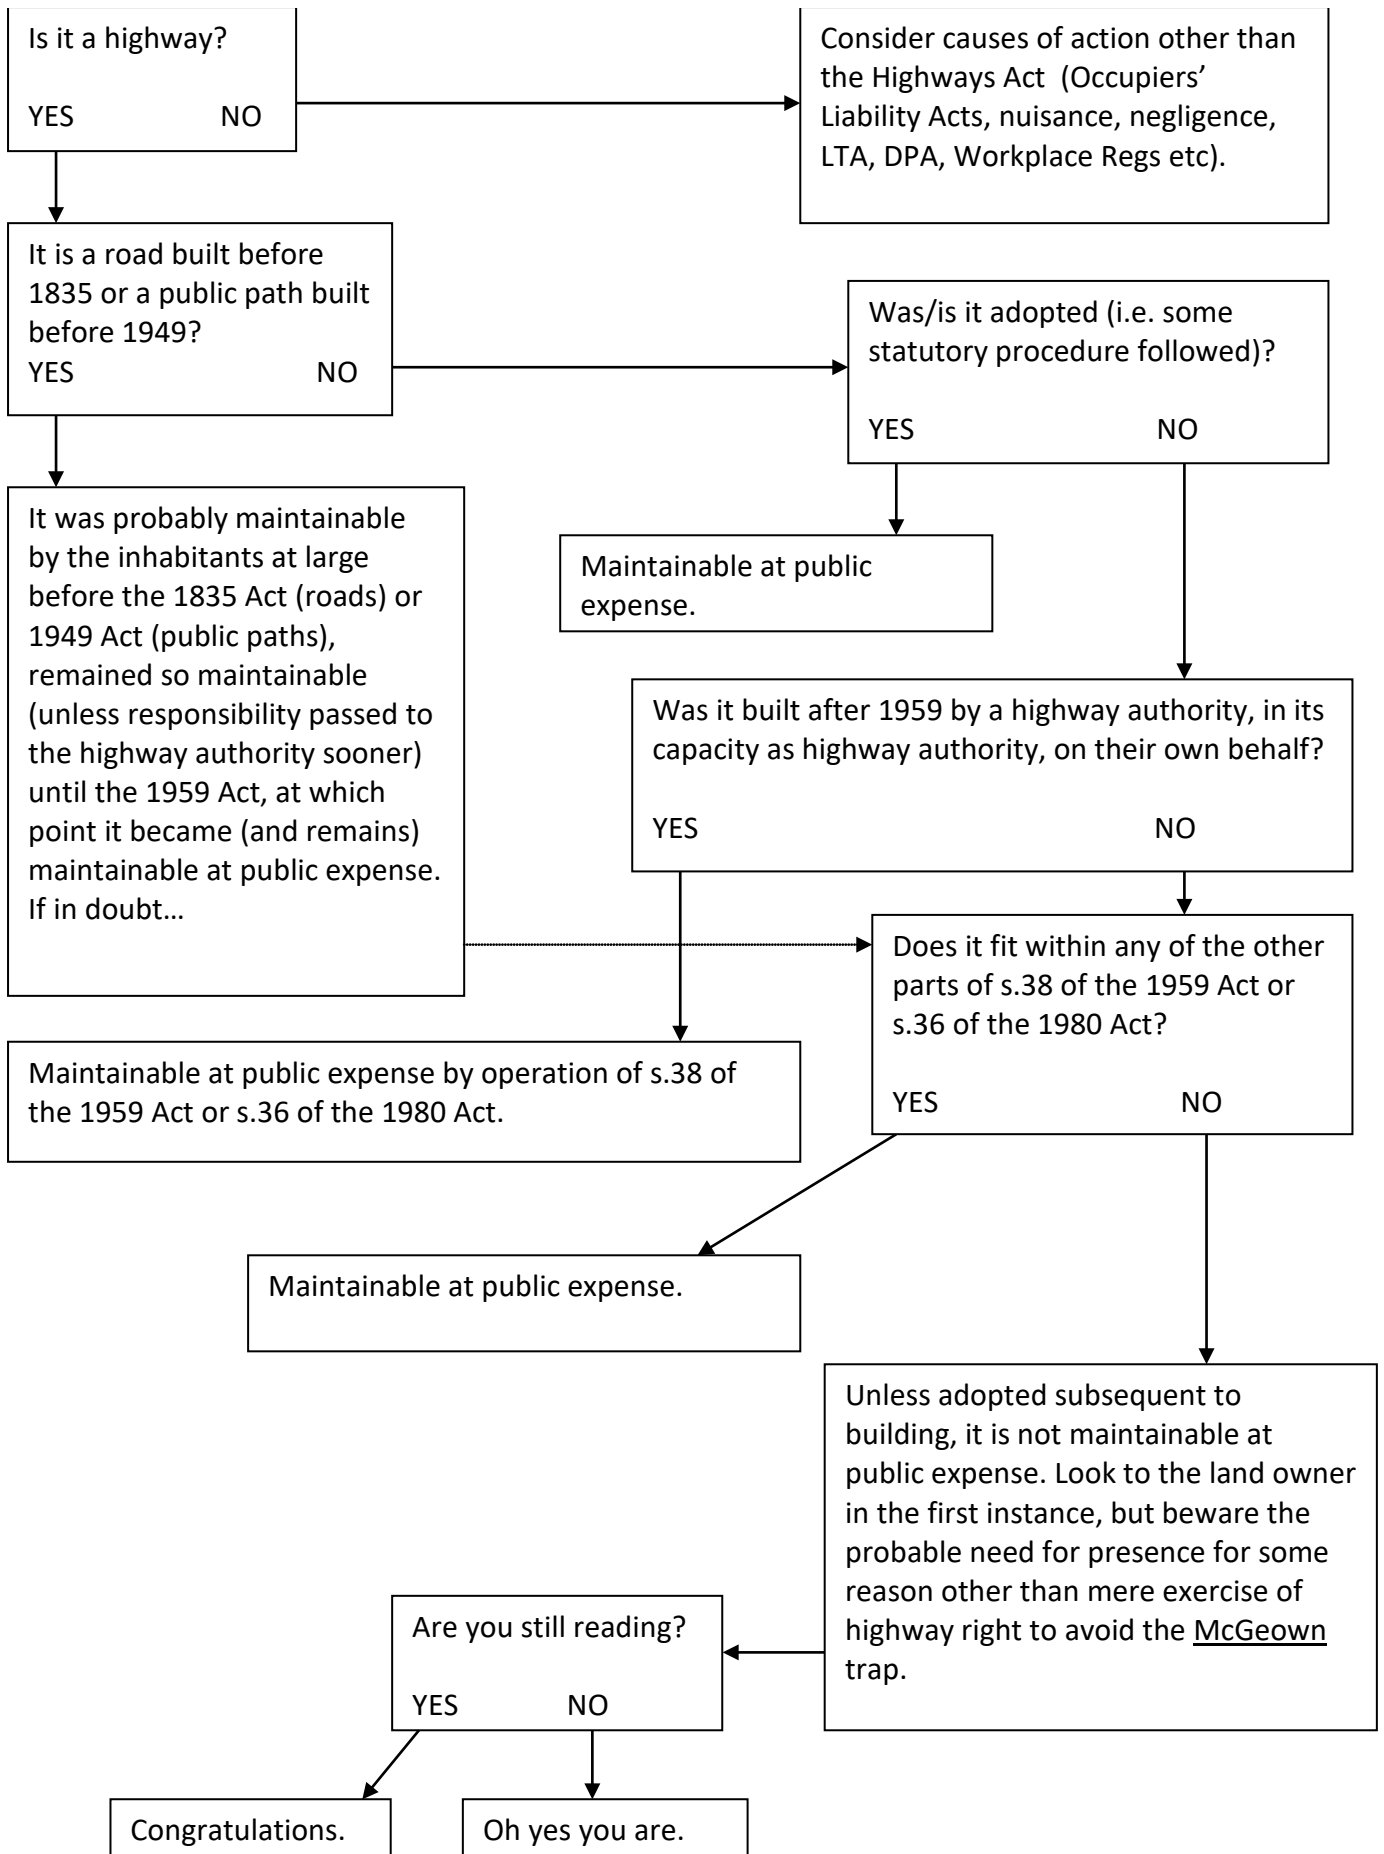 Is it a highway?
YES NO
Consider causes of action other than
the Highways Act (Occupiers’
Liability Acts, nuisance, negligence,
LTA, DPA, Workplace Regs etc).
It is a road built before
1835 or a public path built
before 1949?
YES NO
Was/is it adopted (i.e. some
statutory procedure followed)?
YES NO
It was probably maintainable
by the inhabitants at large
before the 1835 Act (roads) or
1949 Act (public paths),
remained so maintainable
(unless responsibility passed to
the highway authority sooner)
until the 1959 Act, at which
point it became (and remains)
maintainable at public expense.
If in doubt…
Maintainable at public
expense.
Was it built after 1959 by a highway authority, in its
capacity as highway authority, on their own behalf?
YES NO
Does it fit within any of the other
parts of s.38 of the 1959 Act or
s.36 of the 1980 Act?
YES NO
Maintainable at public expense by operation of s.38 of
the 1959 Act or s.36 of the 1980 Act.
Maintainable at public expense.
Unless adopted subsequent to
building, it is not maintainable at
public expense. Look to the land owner
in the first instance, but beware the
probable need for presence for some
reason other than mere exercise of
highway right to avoid the McGeown
trap.
Are you still reading?
YES NO
Congratulations.
Oh yes you are.